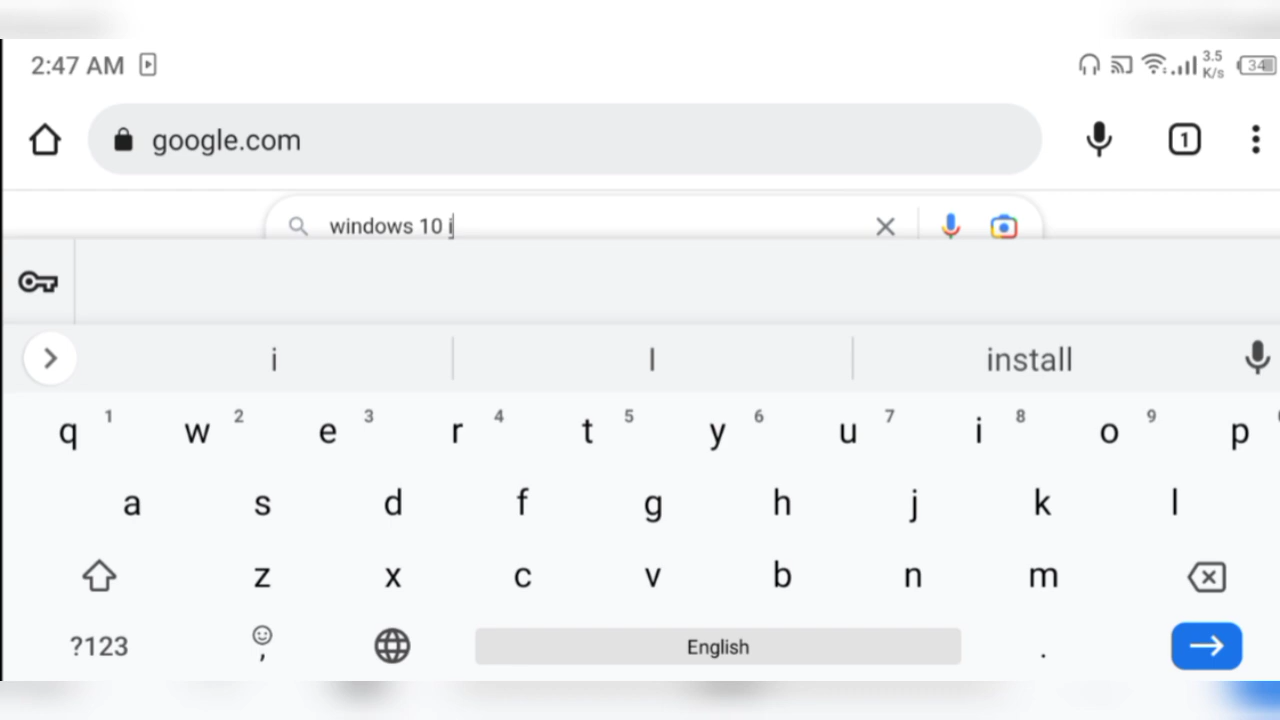 2:47 AM 3.5 K/s 34
google.com 1
windows 10 i
i I install
q 1 w 2 e 3 r 4 t 5 y 6 u 7 i 8 o 9 p
a s d f g h j k l
z x c v b n m
?123 , English .